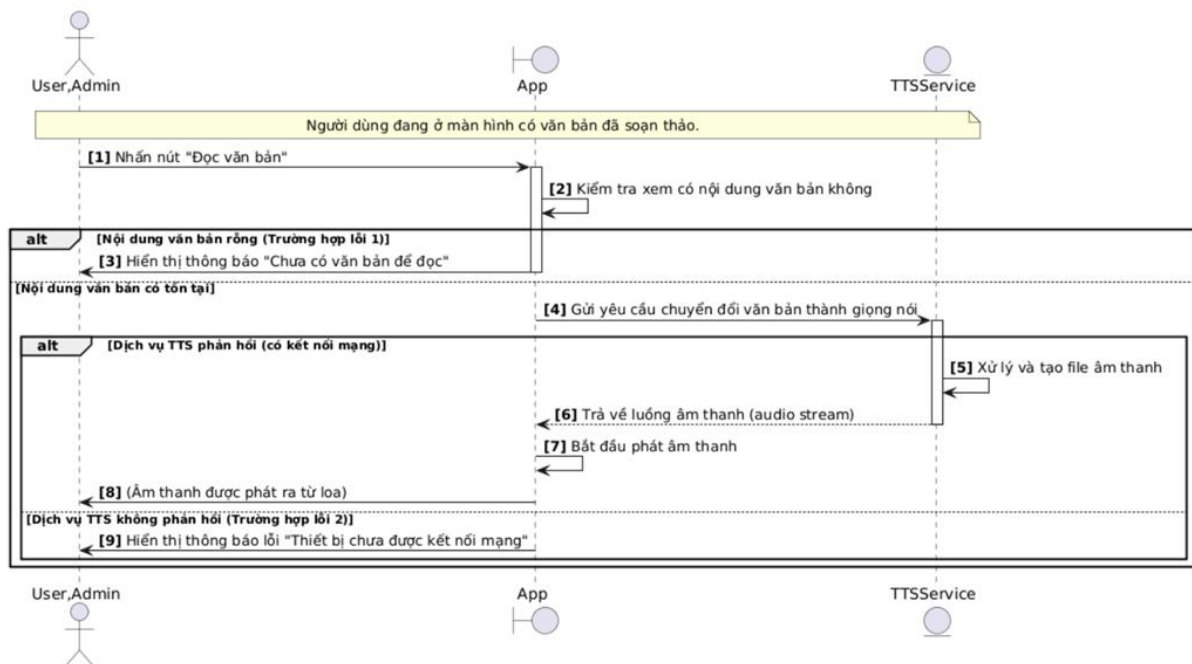 User,Admin
App
TTSService
Người dùng đang ở màn hình có văn bản đã soạn thảo.
[1] Nhấn nút "Đọc văn bản"
[2] Kiểm tra xem có nội dung văn bản không
alt [Nội dung văn bản rỗng (Trường hợp lỗi 1)]
[3] Hiển thị thông báo "Chưa có văn bản để đọc"
[Nội dung văn bản có tồn tại]
[4] Gửi yêu cầu chuyển đổi văn bản thành giọng nói
alt [Dịch vụ TTS phản hồi (có kết nối mạng)]
[5] Xử lý và tạo file âm thanh
[6] Trả về luồng âm thanh (audio stream)
[7] Bắt đầu phát âm thanh
[8] (Âm thanh được phát ra từ loa)
[Dịch vụ TTS không phản hồi (Trường hợp lỗi 2)]
[9] Hiển thị thông báo lỗi "Thiết bị chưa được kết nối mạng"
User,Admin
App
TTSService